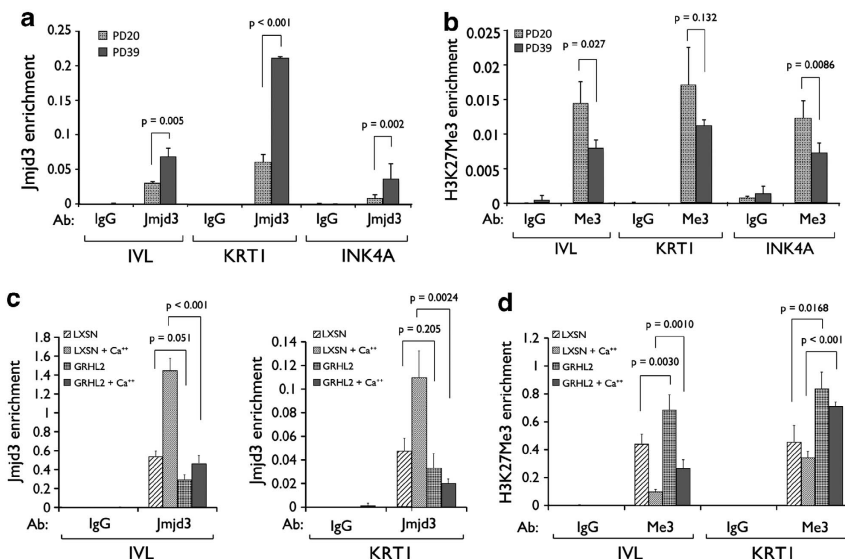 a
Jmjd3 enrichment
0.25
0.2
0.15
0.1
0.05
0
PD20
PD39
p = 0.005
p < 0.001
p = 0.002
Ab: IgG Jmjd3 IgG Jmjd3 IgG Jmjd3
IVL KRT1 INK4A
b
H3K27Me3 enrichment
0.025
0.02
0.015
0.01
0.005
0
PD20
PD39
p = 0.027
p = 0.132
p = 0.0086
Ab: IgG Me3 IgG Me3 IgG Me3
IVL KRT1 INK4A
c
Jmjd3 enrichment
1.8
1.6
1.4
1.2
1
0.8
0.6
0.4
0.2
0
LXSN
LXSN + Ca++
GRHL2
GRHL2 + Ca++
p < 0.001
p = 0.051
Ab: IgG Jmjd3
IVL
Jmjd3 enrichment
0.14
0.12
0.1
0.08
0.06
0.04
0.02
0
LXSN
LXSN + Ca++
GRHL2
GRHL2 + Ca++
p = 0.0024
p = 0.205
Ab: IgG Jmjd3
KRT1
d
H3K27Me3 enrichment
1.2
1
0.8
0.6
0.4
0.2
0
LXSN
LXSN + Ca++
GRHL2
GRHL2 + Ca++
p = 0.0010
p = 0.0030
p = 0.0168
p < 0.001
Ab: IgG Me3 IgG Me3
IVL KRT1